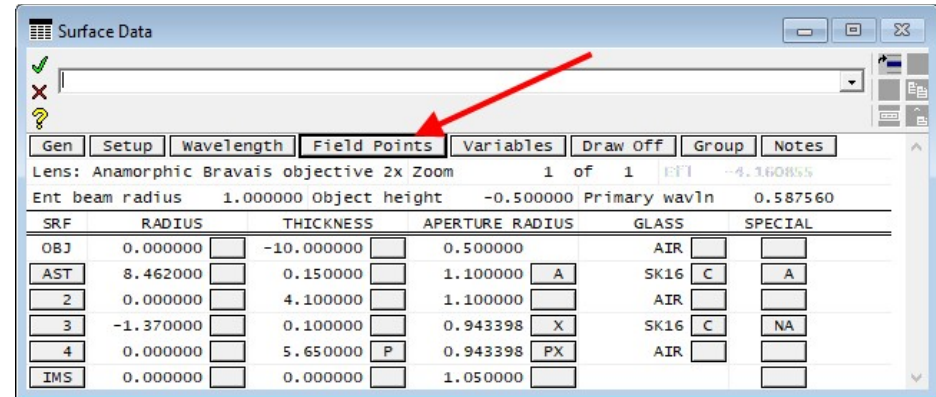 Surface Data
Gen Setup Wavelength Field Points Variables Draw Off Group Notes
Lens: Anamorphic Bravais objective 2x Zoom 1 of 1 EFL -4.160855
Ent beam radius 1.000000 Object height -0.500000 Primary wavln 0.587560
SRF RADIUS THICKNESS APERTURE RADIUS GLASS SPECIAL
OBJ 0.000000 -10.000000 0.500000 AIR
AST 8.462000 0.150000 1.100000 A SK16 C A
2 0.000000 4.100000 1.100000 AIR
3 -1.370000 0.100000 0.943398 X SK16 C NA
4 0.000000 5.650000 P 0.943398 PX AIR
IMS 0.000000 0.000000 1.050000